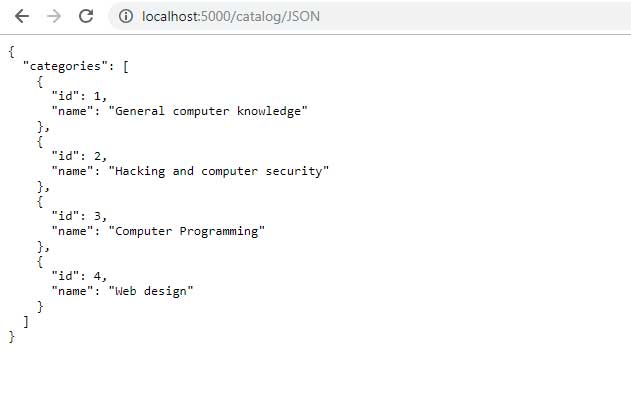 localhost:5000/catalog/JSON
{
  "categories": [
    {
      "id": 1,
      "name": "General computer knowledge"
    },
    {
      "id": 2,
      "name": "Hacking and computer security"
    },
    {
      "id": 3,
      "name": "Computer Programming"
    },
    {
      "id": 4,
      "name": "Web design"
    }
  ]
}